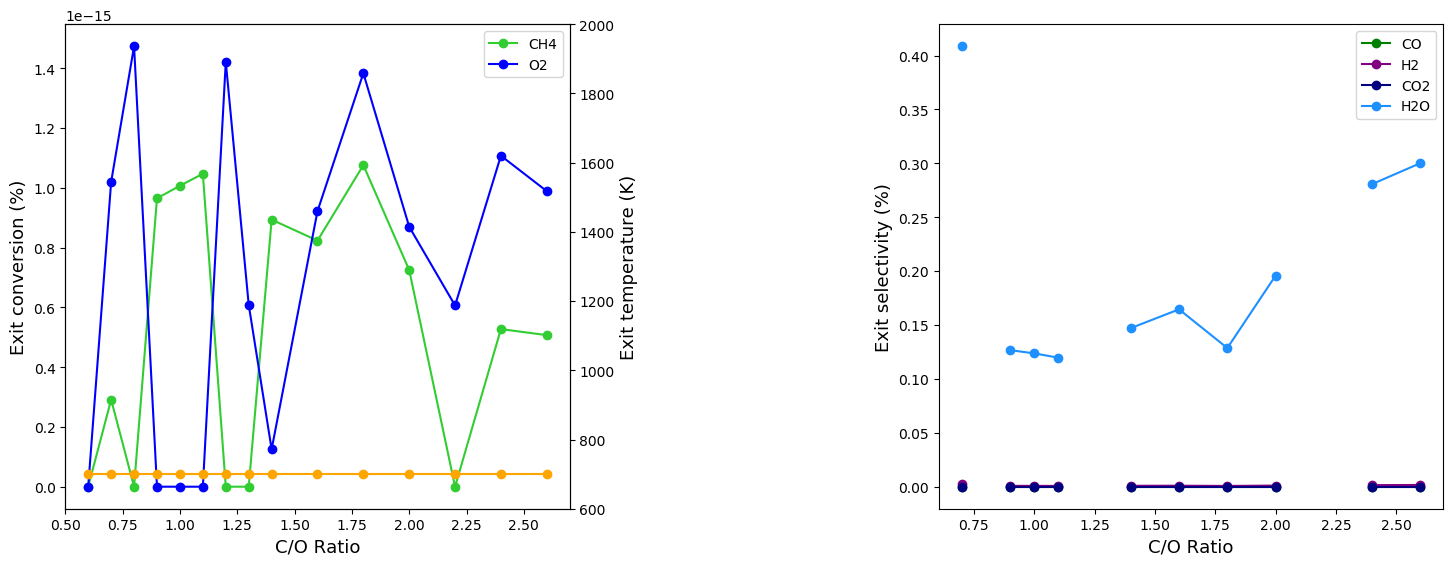 1e−15
1.4
1.2
1.0
0.8
0.6
0.4
0.2
0.0
Exit conversion (%)
0.50 0.75 1.00 1.25 1.50 1.75 2.00 2.25 2.50
C/O Ratio
CH4
O2
2000
1800
1600
1400
1200
1000
800
600
Exit temperature (K)
0.40
0.35
0.30
0.25
0.20
0.15
0.10
0.05
0.00
Exit selectivity (%)
0.75 1.00 1.25 1.50 1.75 2.00 2.25 2.50
C/O Ratio
CO
H2
CO2
H2O